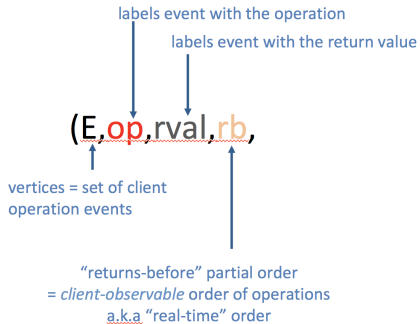 labels event with the operation
labels event with the return value
(E,op,rval,rb,
vertices = set of client
operation events
“returns-before” partial order
= client-observable order of operations
a.k.a “real-time” order